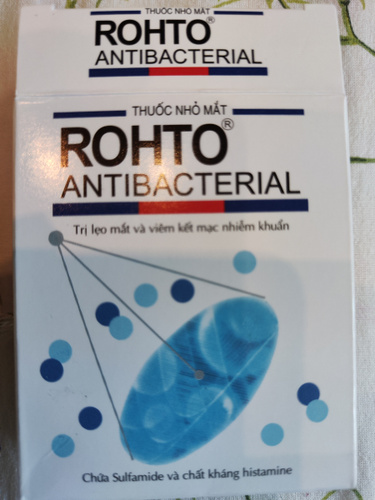 THUỐC NHỎ MẮT
ROHTO®
ANTIBACTERIAL
THUỐC NHỎ MẮT
ROHTO®
ANTIBACTERIAL
Trị lẹo mắt và viêm kết mạc nhiễm khuẩn
Chứa Sulfamide và chất kháng histamine